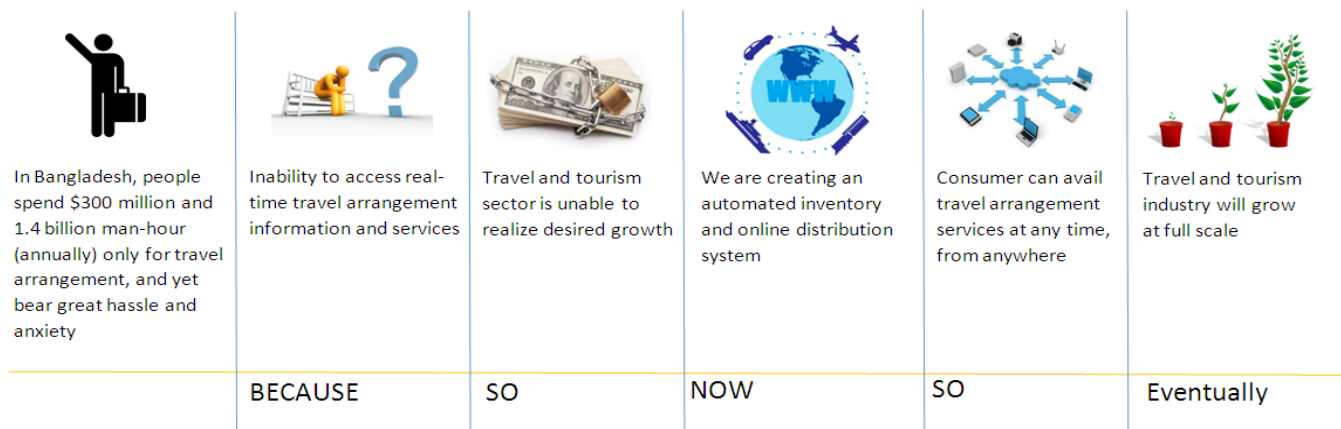 WWW
In Bangladesh, people
spend $300 million and
1.4 billion man-hour
(annually) only for travel
arrangement, and yet
bear great hassle and
anxiety
Inability to access real-
time travel arrangement
information and services
Travel and tourism
sector is unable to
realize desired growth
We are creating an
automated inventory
and online distribution
system
Consumer can avail
travel arrangement
services at any time,
from anywhere
Travel and tourism
industry will grow
at full scale
BECAUSE
SO
NOW
SO
Eventually